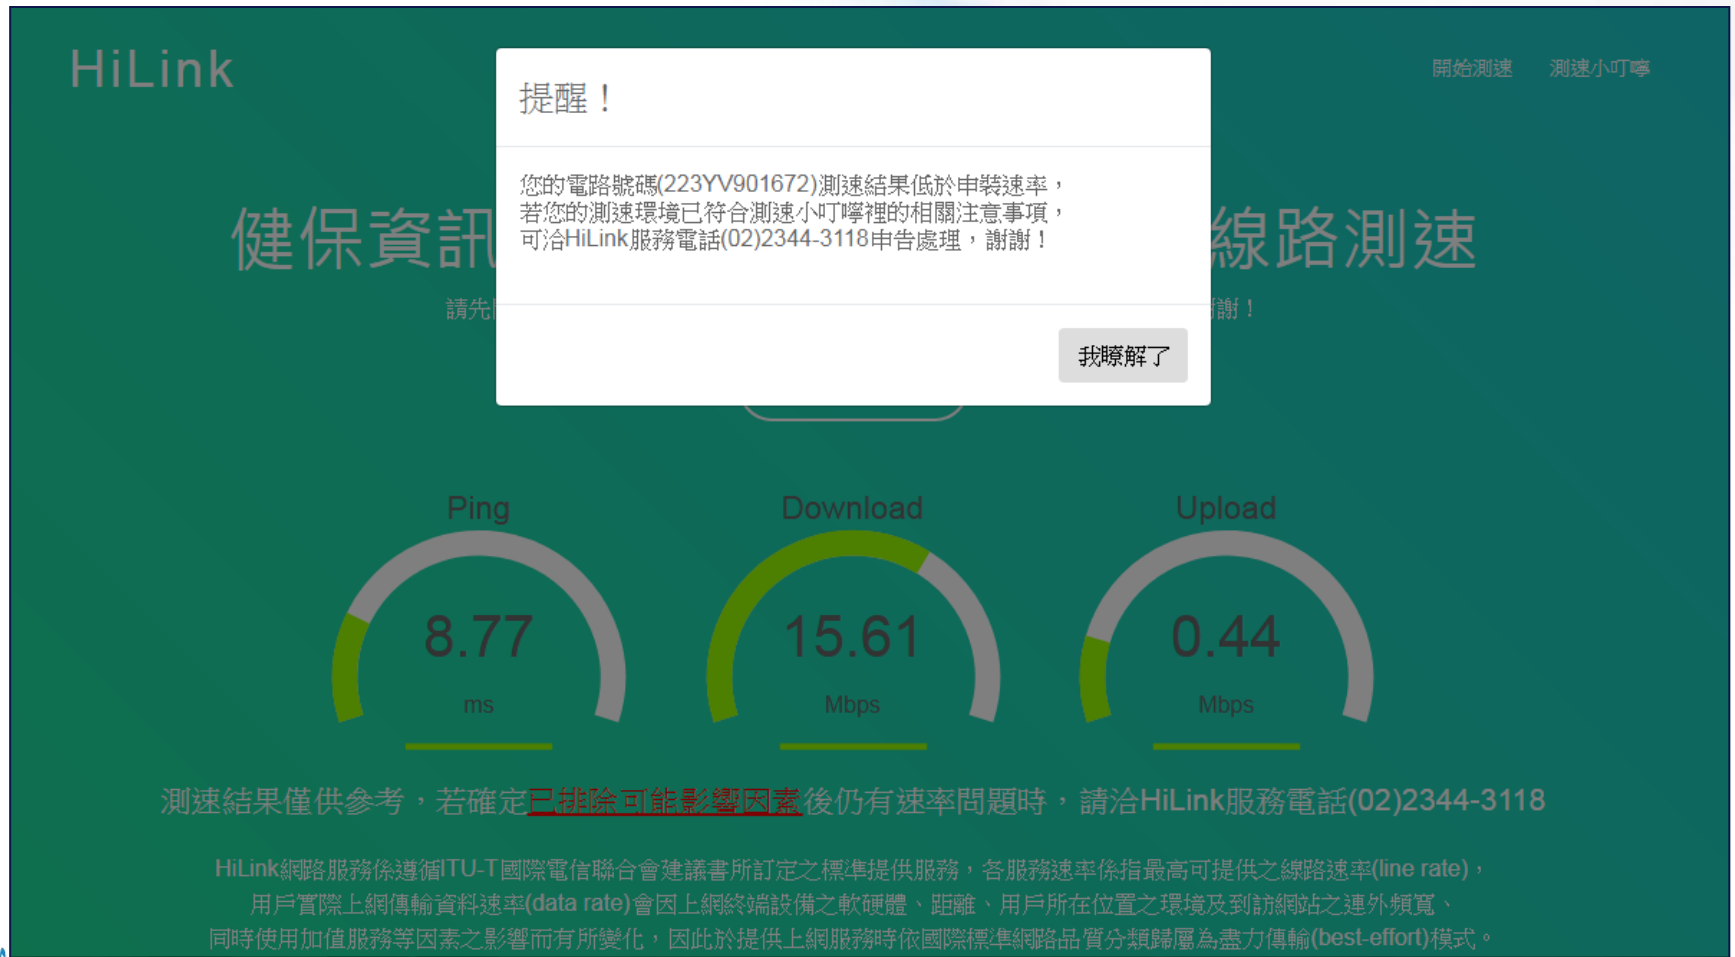 HiLink
開始測速 測速小叮嚀
提醒！
您的電路號碼(223YV901672)測速結果低於申裝速率，
若您的測速環境已符合測速小叮嚀裡的相關注意事項，
可洽HiLink服務電話(02)2344-3118申告處理，謝謝！
我瞭解了
健保資訊 線路測速
請先 謝！
Ping
8.77
ms
Download
15.61
Mbps
Upload
0.44
Mbps
測速結果僅供參考，若確定已排除可能影響因素後仍有速率問題時，請洽HiLink服務電話(02)2344-3118
HiLink網路服務係遵循ITU-T國際電信聯合會建議書所訂定之標準提供服務，各服務速率係指最高可提供之線路速率(line rate)，
用戶實際上網傳輸資料速率(data rate)會因上網終端設備之軟硬體、距離、用戶所在位置之環境及到訪網站之連外頻寬、
同時使用加值服務等因素之影響而有所變化，因此於提供上網服務時依國際標準網路品質分類歸屬為盡力傳輸(best-effort)模式。